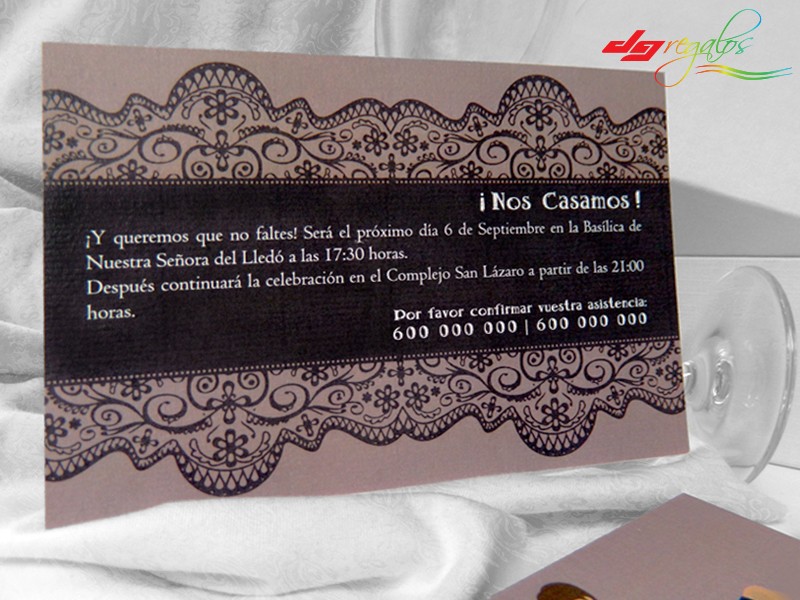 dg regalos
¡Nos Casamos!
¡Y queremos que no faltes! Será el próximo día 6 de Septiembre en la Basílica de
Nuestra Señora del Lledó a las 17:30 horas.
Después continuará la celebración en el Complejo San Lázaro a partir de las 21:00
horas.
Por favor confirmar vuestra asistencia:
600 000 000 | 600 000 000